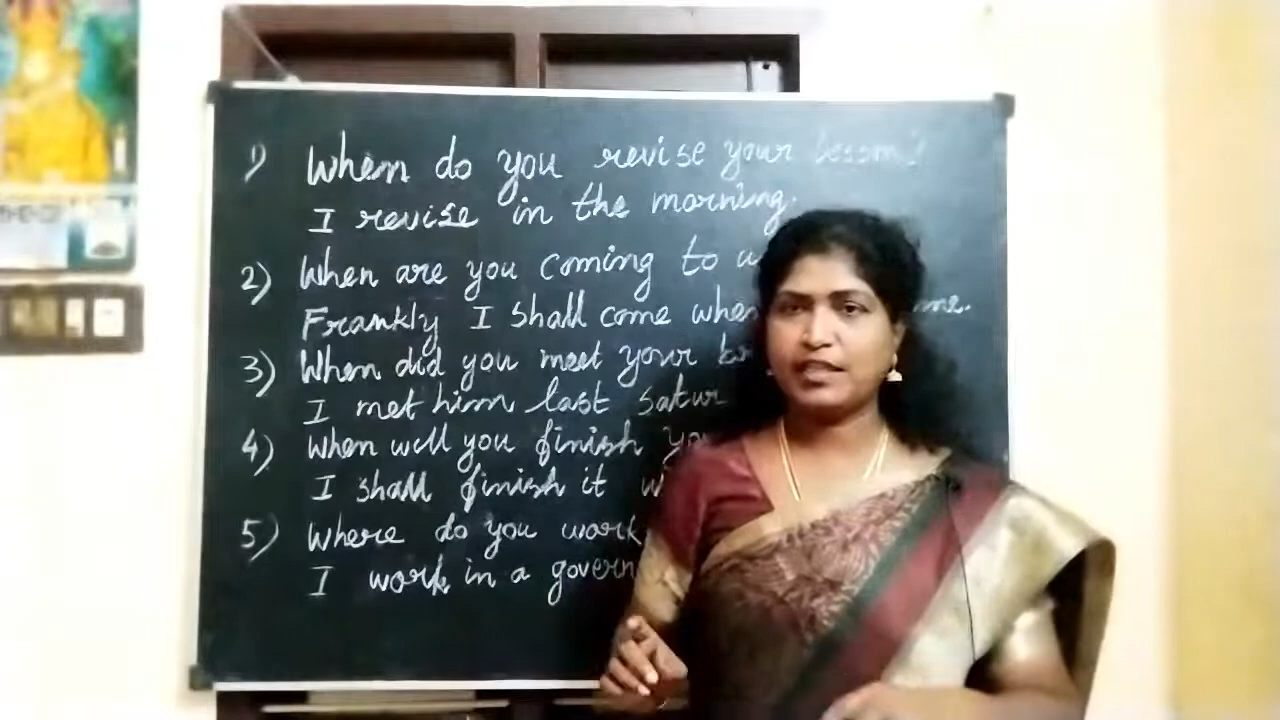 1) When do you revise your lesson?
I revise in the morning.
2) When are you coming to
Frankly I shall come when
3) When did you meet your
I met him last Satur
4) When will you finish
I shall finish it
5) Where do you work
I work in a govern